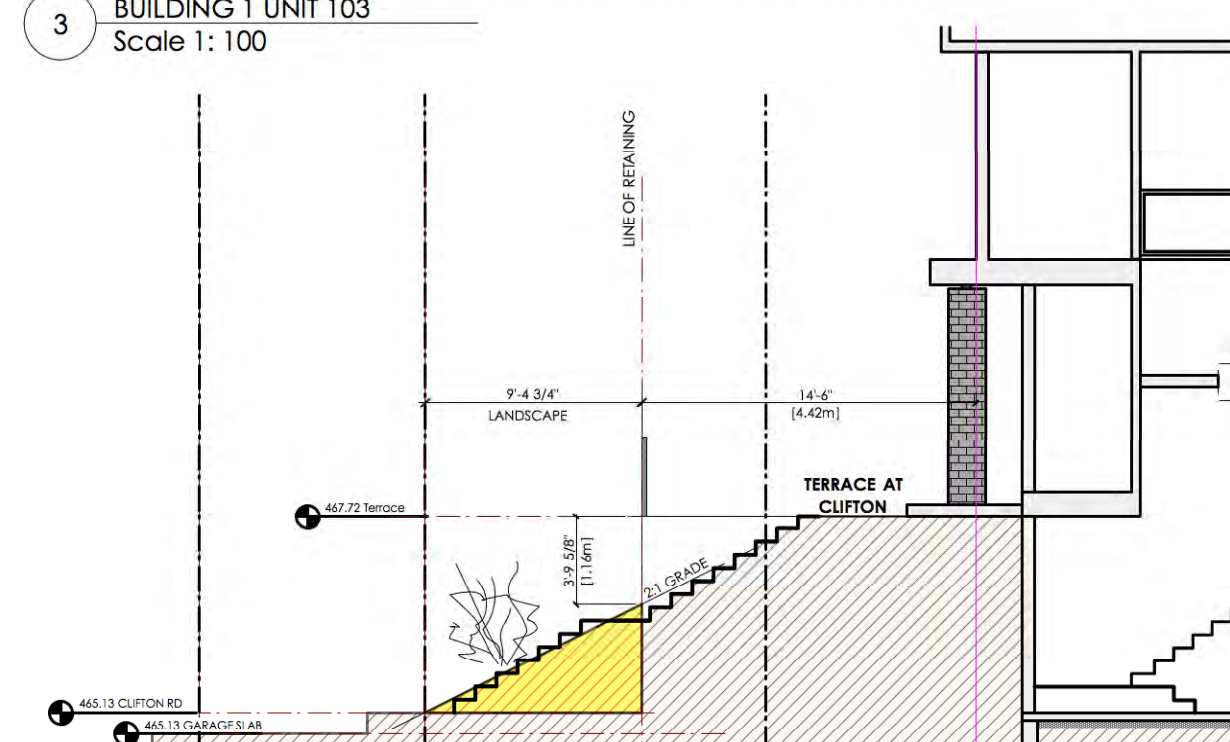 3
BUILDING 1 UNIT 103
Scale 1: 100
LINE OF RETAINING
9'-4 3/4"
LANDSCAPE
14'-6"
[4.42m]
467.72 Terrace
TERRACE AT
CLIFTON
3'-9 5/8"
[1.16m]
2:1 GRADE
465.13 CLIFTON RD
465.13 GARAGE SLAB